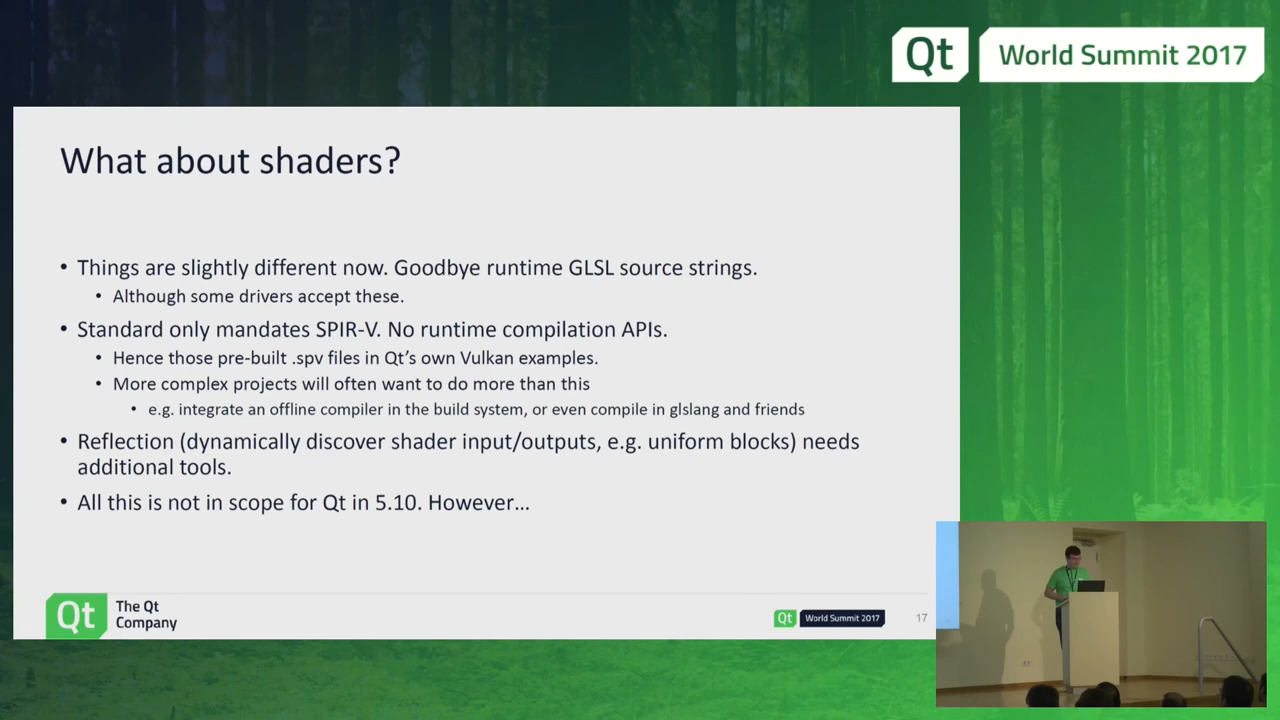 Qt
World Summit 2017
What about shaders?
• Things are slightly different now. Goodbye runtime GLSL source strings.
• Although some drivers accept these.
• Standard only mandates SPIR-V. No runtime compilation APIs.
• Hence those pre-built .spv files in Qt's own Vulkan examples.
• More complex projects will often want to do more than this
• e.g. integrate an offline compiler in the build system, or even compile in glslang and friends
• Reflection (dynamically discover shader input/outputs, e.g. uniform blocks) needs
additional tools.
• All this is not in scope for Qt in 5.10. However…
Qt
The Qt
Company
Qt
World Summit 2017
17